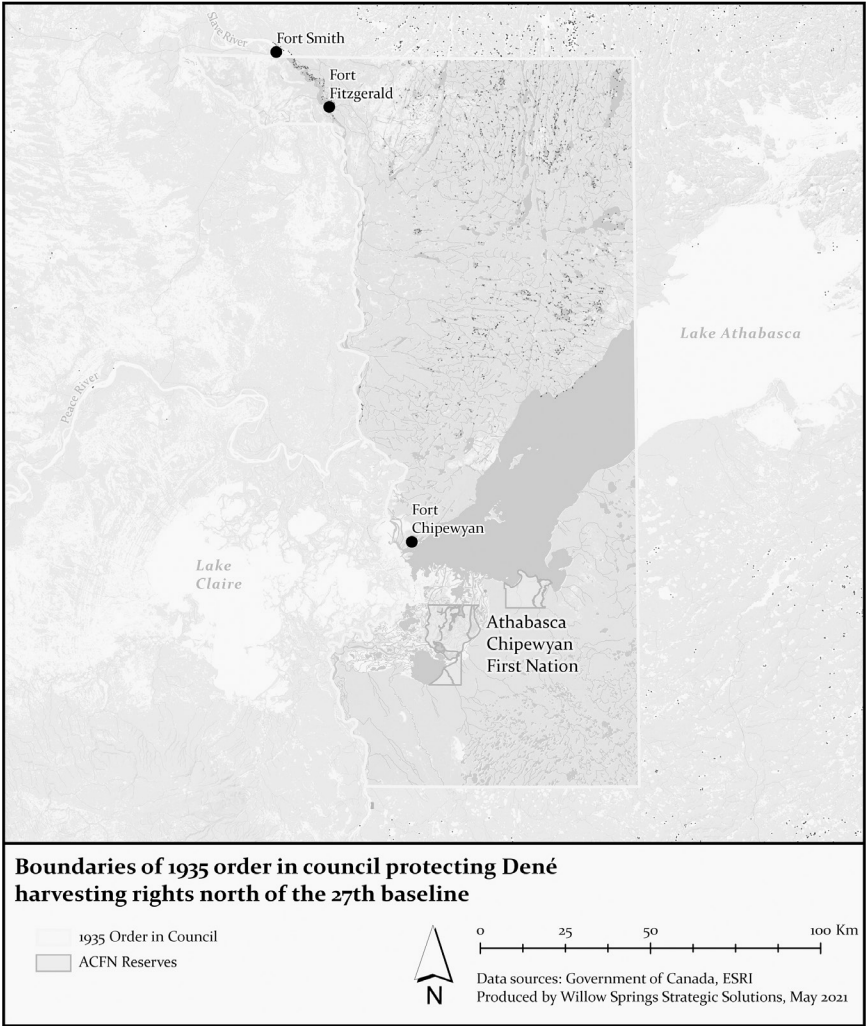 Slave River
Fort Smith
Fort
Fitzgerald
Lake Athabasca
Peace River
Fort
Chipewyan
Lake
Claire
Athabasca
Chipewyan
First Nation
Boundaries of 1935 order in council protecting Dené
harvesting rights north of the 27th baseline
1935 Order in Council
ACFN Reserves
N
0 25 50 100 Km
Data sources: Government of Canada, ESRI
Produced by Willow Springs Strategic Solutions, May 2021